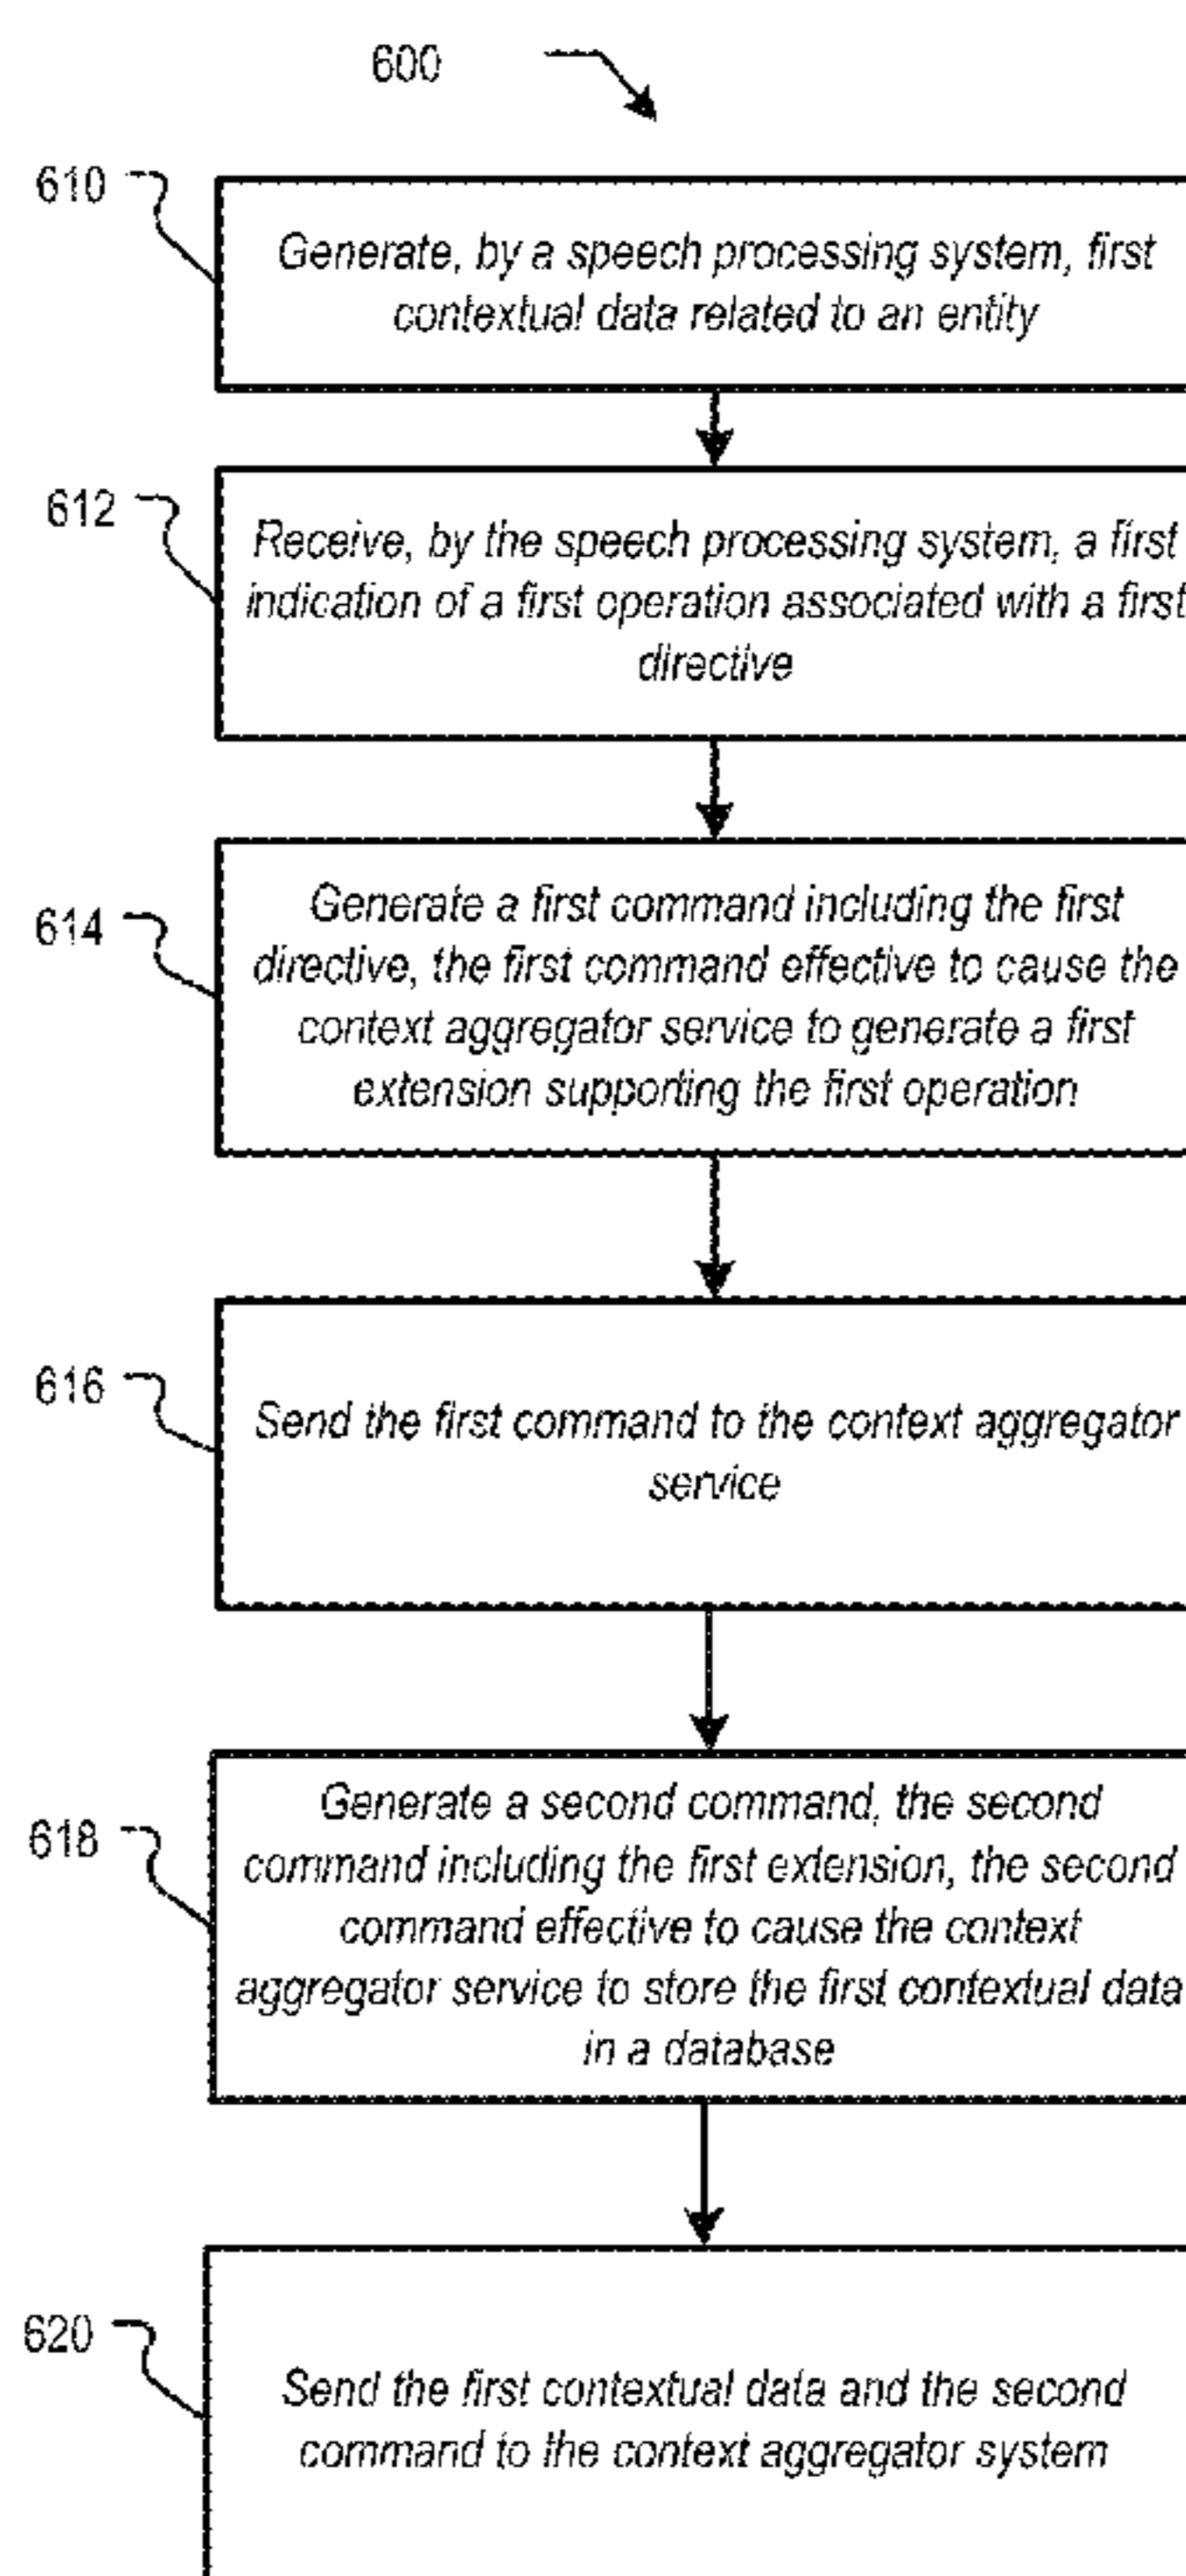 600
610
Generate, by a speech processing system, first
contextual data related to an entity
612
Receive, by the speech processing system, a first
indication of a first operation associated with a first
directive
614
Generate a first command including the first
directive, the first command effective to cause the
context aggregator service to generate a first
extension supporting the first operation
616
Send the first command to the context aggregator
service
618
Generate a second command, the second
command including the first extension, the second
command effective to cause the context
aggregator service to store the first contextual data
in a database
620
Send the first contextual data and the second
command to the context aggregator system